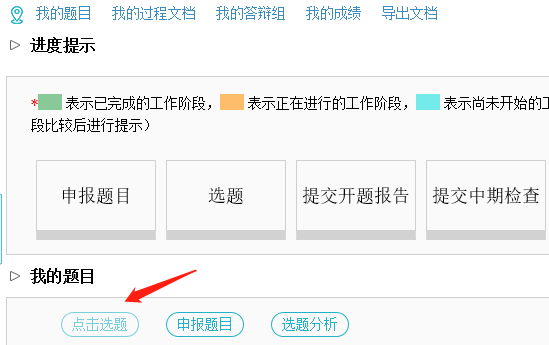 我的题目 我的过程文档 我的答辩组 我的成绩 导出文档
进度提示
* 表示已完成的工作阶段， 表示正在进行的工作阶段， 表示尚未开始的工
段比较后进行提示）
申报题目 选题 提交开题报告 提交中期检查
我的题目
点击选题 申报题目 选题分析